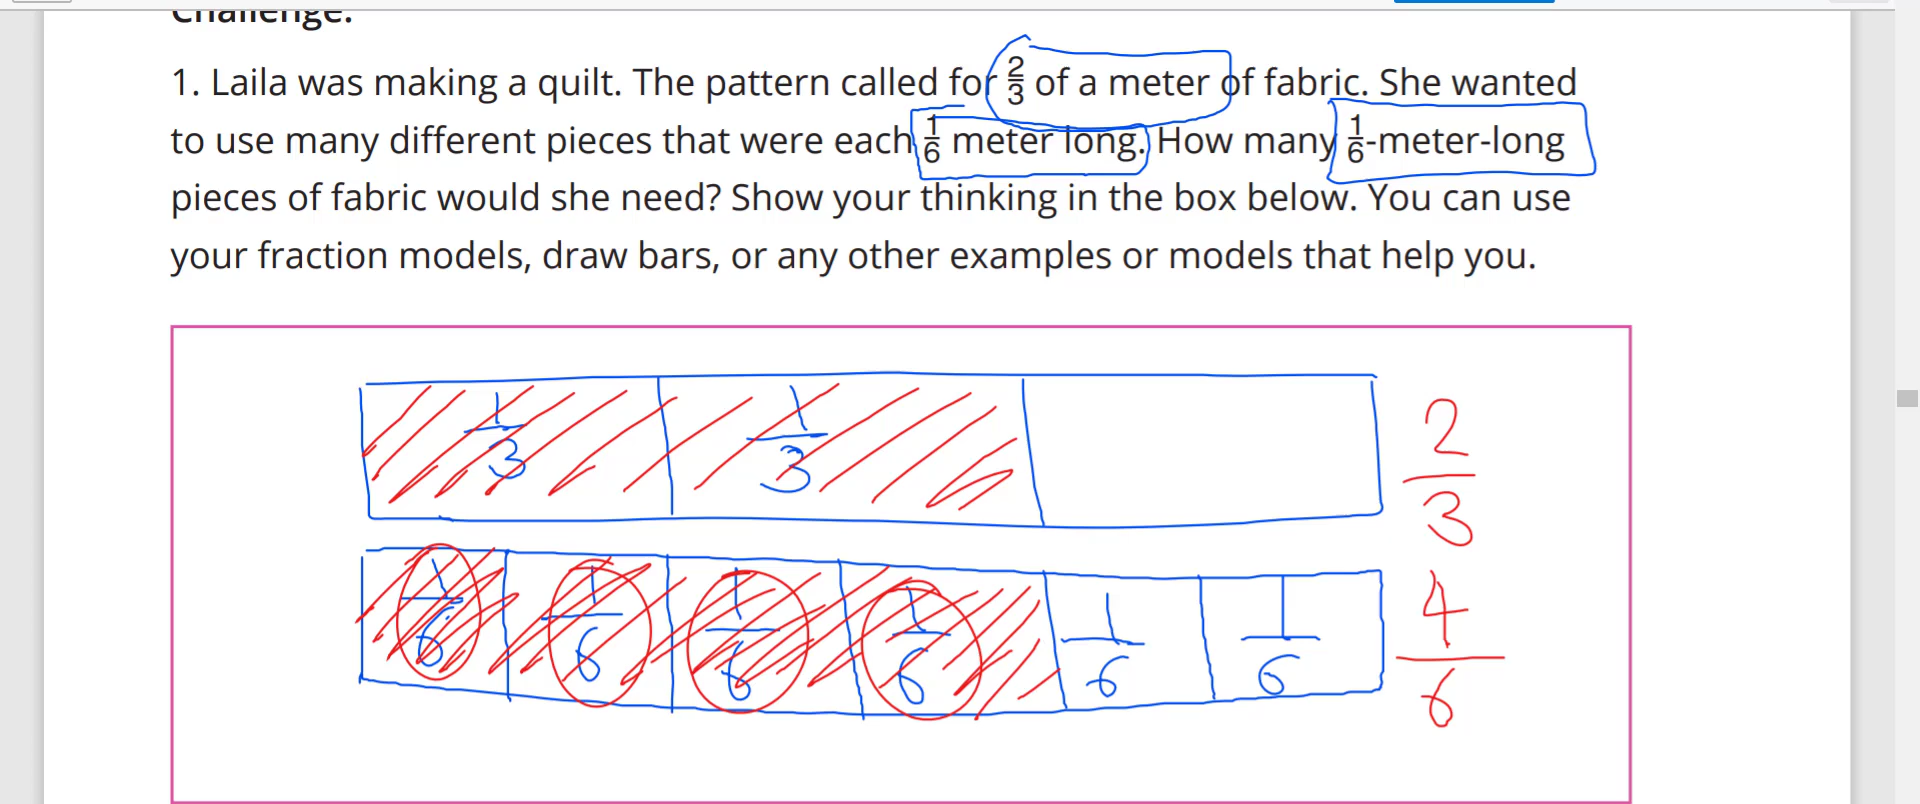 Challenge:
1. Laila was making a quilt. The pattern called for 2/3 of a meter of fabric. She wanted
to use many different pieces that were each 1/6 meter long. How many 1/6-meter-long
pieces of fabric would she need? Show your thinking in the box below. You can use
your fraction models, draw bars, or any other examples or models that help you.
1/3 1/3 2/3
1/6 1/6 1/6 1/6 1/6 1/6 4/6